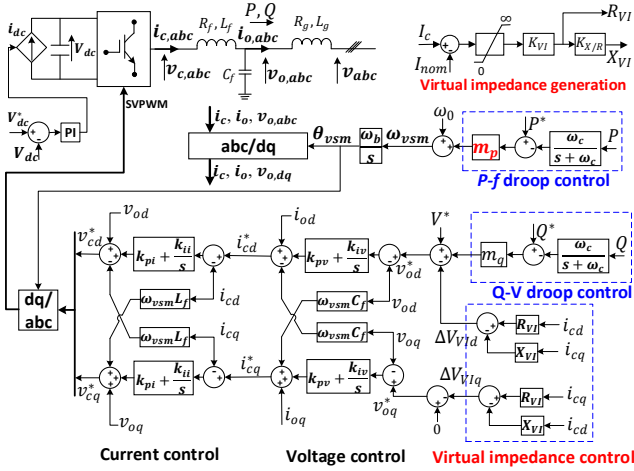 i_dc
V_dc
V*_dc
V_dc
PI
SVPWM
i_c,abc
R_f, L_f
P, Q
i_o,abc
R_g, L_g
v_c,abc
C_f
v_o,abc
v_abc
I_c
I_nom
∞
0
K_VI
K_X/R
R_VI
X_VI
Virtual impedance generation
i_c, i_o, v_o,abc
abc/dq
i_c, i_o, v_o,dq
θ_vsm
ω_b
s
ω_vsm
ω_0
m_p
P*
ω_c
s + ω_c
P
P-f droop control
V*
m_q
Q*
ω_c
s + ω_c
Q
Q-V droop control
dq/
abc
v*_cd
v_od
k_pi + k_ii/s
i*_cd
i_od
k_pv + k_iv/s
v*_od
ω_vsm L_f
i_cd
ω_vsm C_f
v_od
ω_vsm L_f
i_cq
ω_vsm C_f
v_oq
v*_cq
k_pi + k_ii/s
i*_cq
k_pv + k_iv/s
v*_oq
v_oq
i_oq
0
ΔV_VId
R_VI
i_cd
X_VI
i_cq
ΔV_VIq
R_VI
i_cq
X_VI
i_cd
Current control
Voltage control
Virtual impedance control